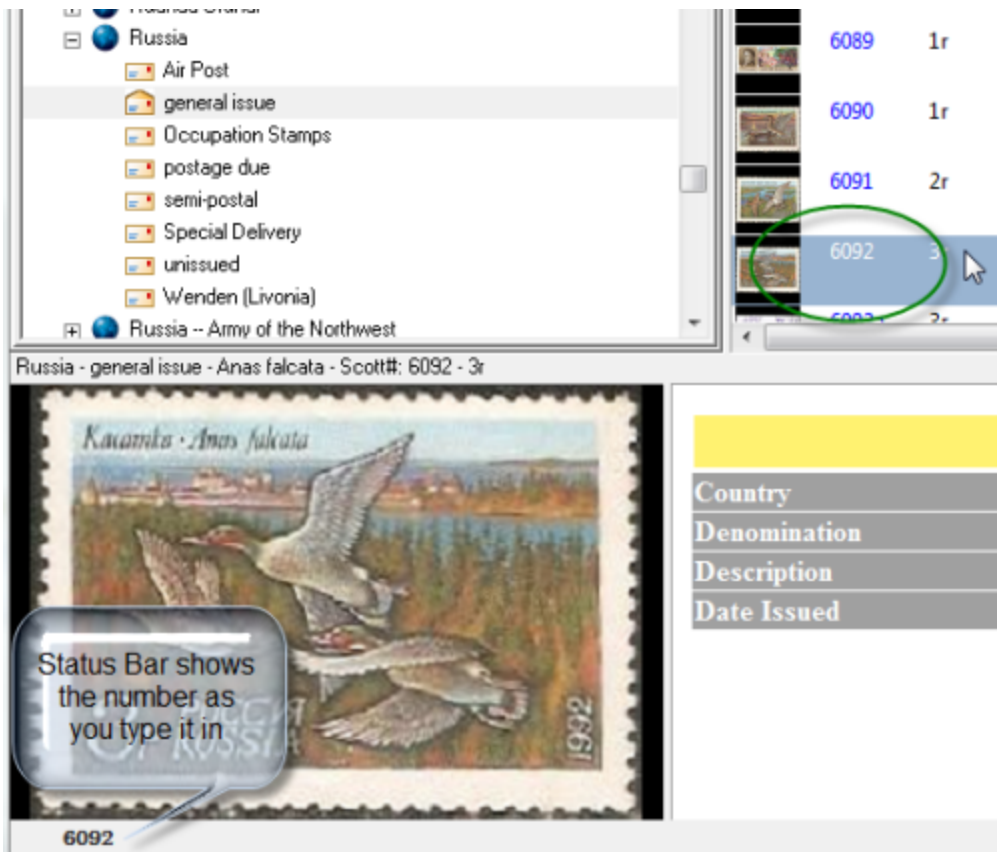 Russia
Air Post
general issue
Occupation Stamps
postage due
semi-postal
Special Delivery
unissued
Wenden (Livonia)
Russia -- Army of the Northwest
6089 1r
6090 1r
6091 2r
6092 3r
Russia - general issue - Anas falcata - Scott#: 6092 - 3r
Anas falcata
1992
RUSSIA
Status Bar shows
the number as
you type it in
6092
Country
Denomination
Description
Date Issued